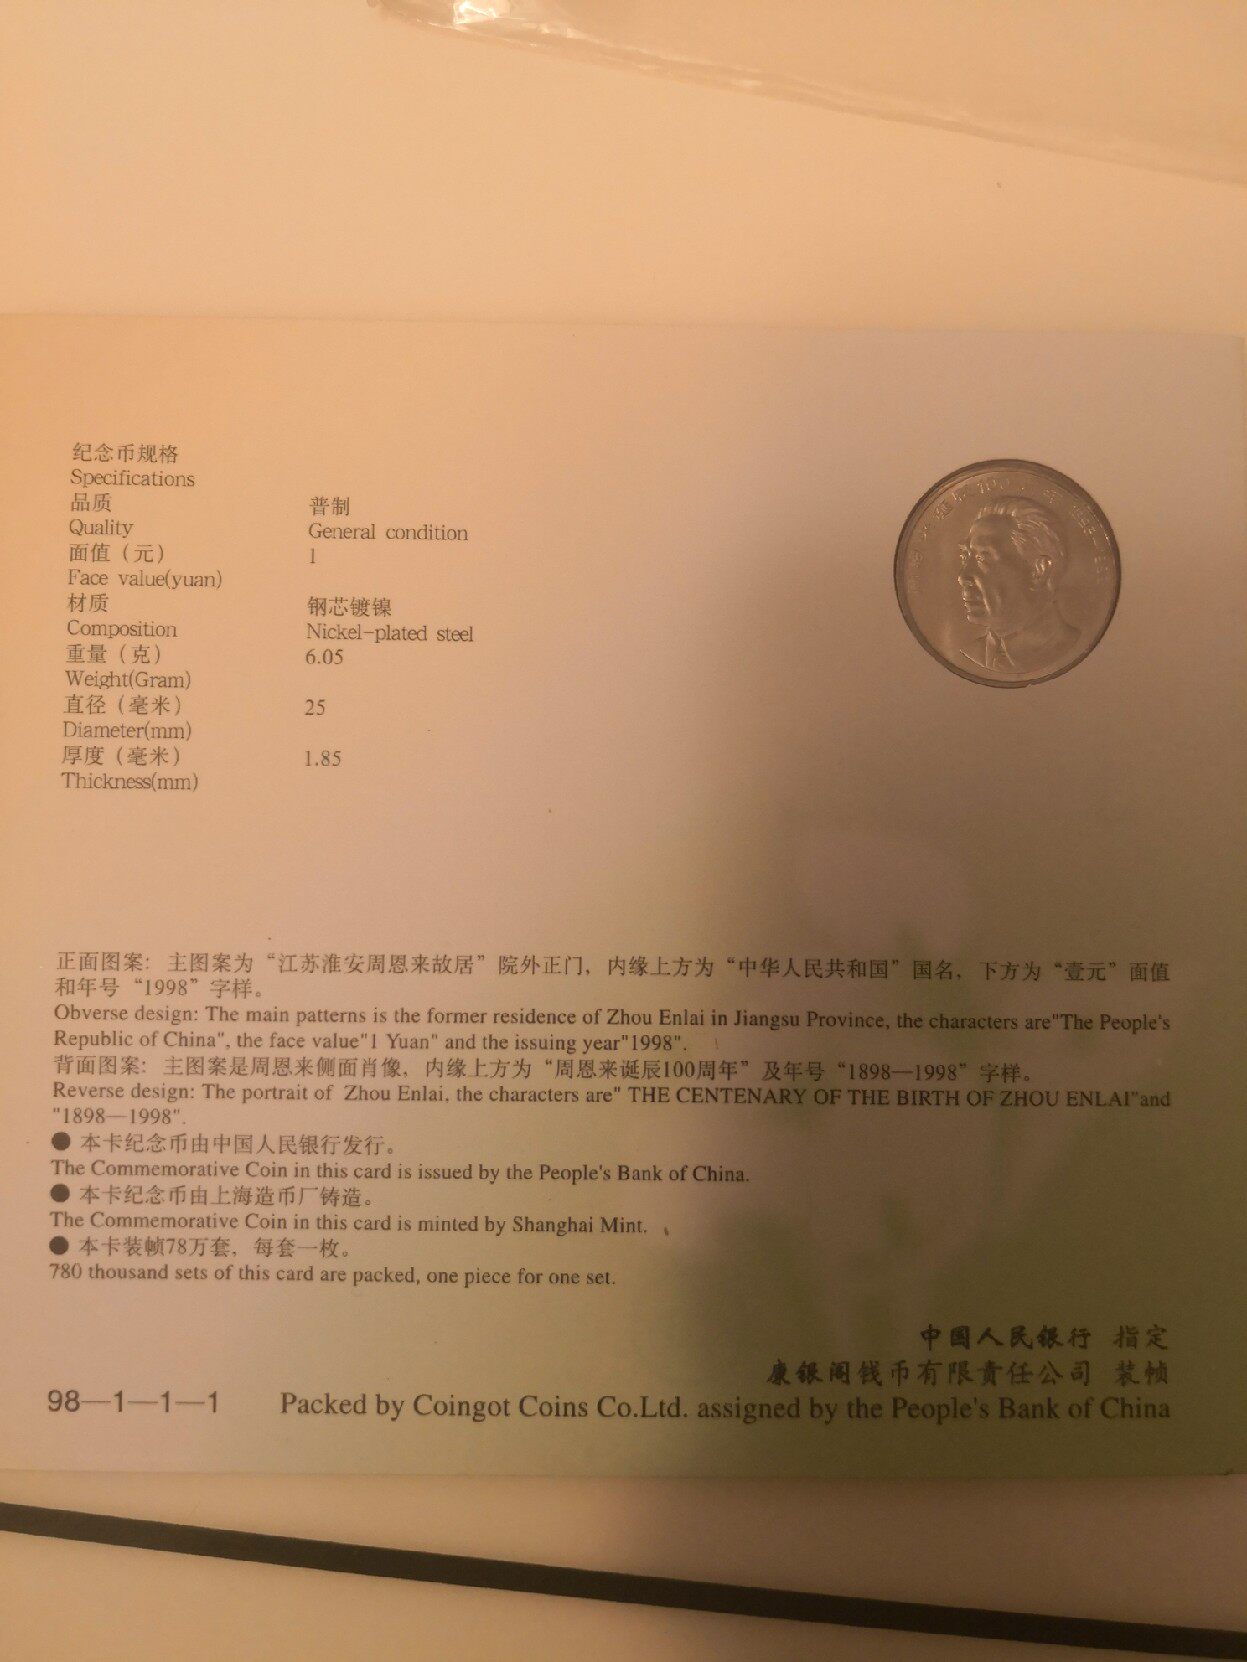 纪念币规格
Specifications
品质 普制
Quality General condition
面值（元） 1
Face value(yuan)
材质 钢芯镀镍
Composition Nickel-plated steel
重量（克） 6.05
Weight(Gram)
直径（毫米） 25
Diameter(mm)
厚度（毫米） 1.85
Thickness(mm)
正面图案：主图案为“江苏淮安周恩来故居”院外正门，内缘上方为“中华人民共和国”国名，下方为“壹元”面值
和年号“1998”字样。
Obverse design: The main patterns is the former residence of Zhou Enlai in Jiangsu Province, the characters are"The People's
Republic of China", the face value"1 Yuan" and the issuing year"1998".
背面图案：主图案是周恩来侧面肖像，内缘上方为“周恩来诞辰100周年”及年号“1898—1998”字样。
Reverse design: The portrait of Zhou Enlai, the characters are" THE CENTENARY OF THE BIRTH OF ZHOU ENLAI"and
"1898—1998".
● 本卡纪念币由中国人民银行发行。
The Commemorative Coin in this card is issued by the People's Bank of China.
● 本卡纪念币由上海造币厂铸造。
The Commemorative Coin in this card is minted by Shanghai Mint.
● 本卡装帧78万套，每套一枚。
780 thousand sets of this card are packed, one piece for one set.
中国人民银行 指定
康银阁钱币有限责任公司 装帧
98—1—1—1 Packed by Coingot Coins Co.Ltd. assigned by the People's Bank of China